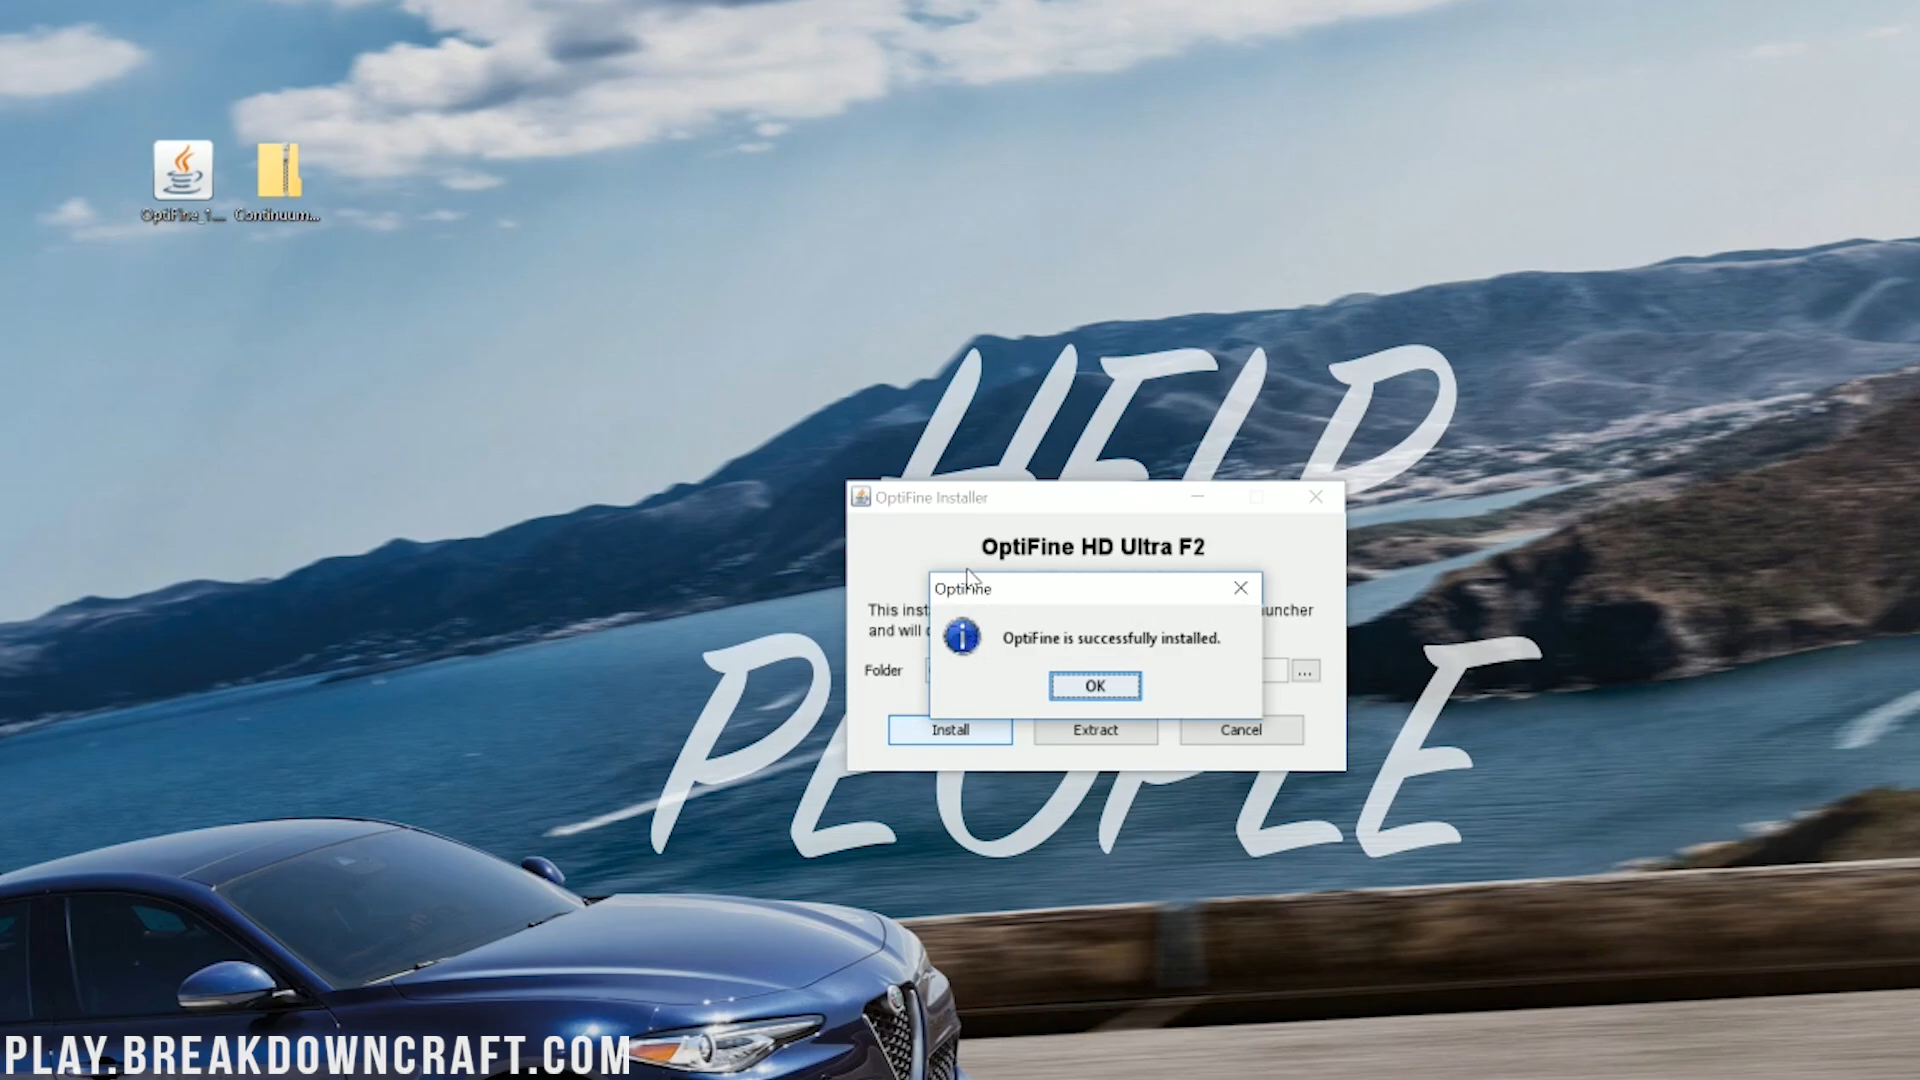 OptiFine_1....
Continuum...
HELP
OptiFine Installer
OptiFine HD Ultra F2
OptiFine
This inst
uncher
and will
OptiFine is successfully installed.
Folder
...
OK
Install
Extract
Cancel
PEOPLE
PLAY.BREAKDOWNCRAFT.COM